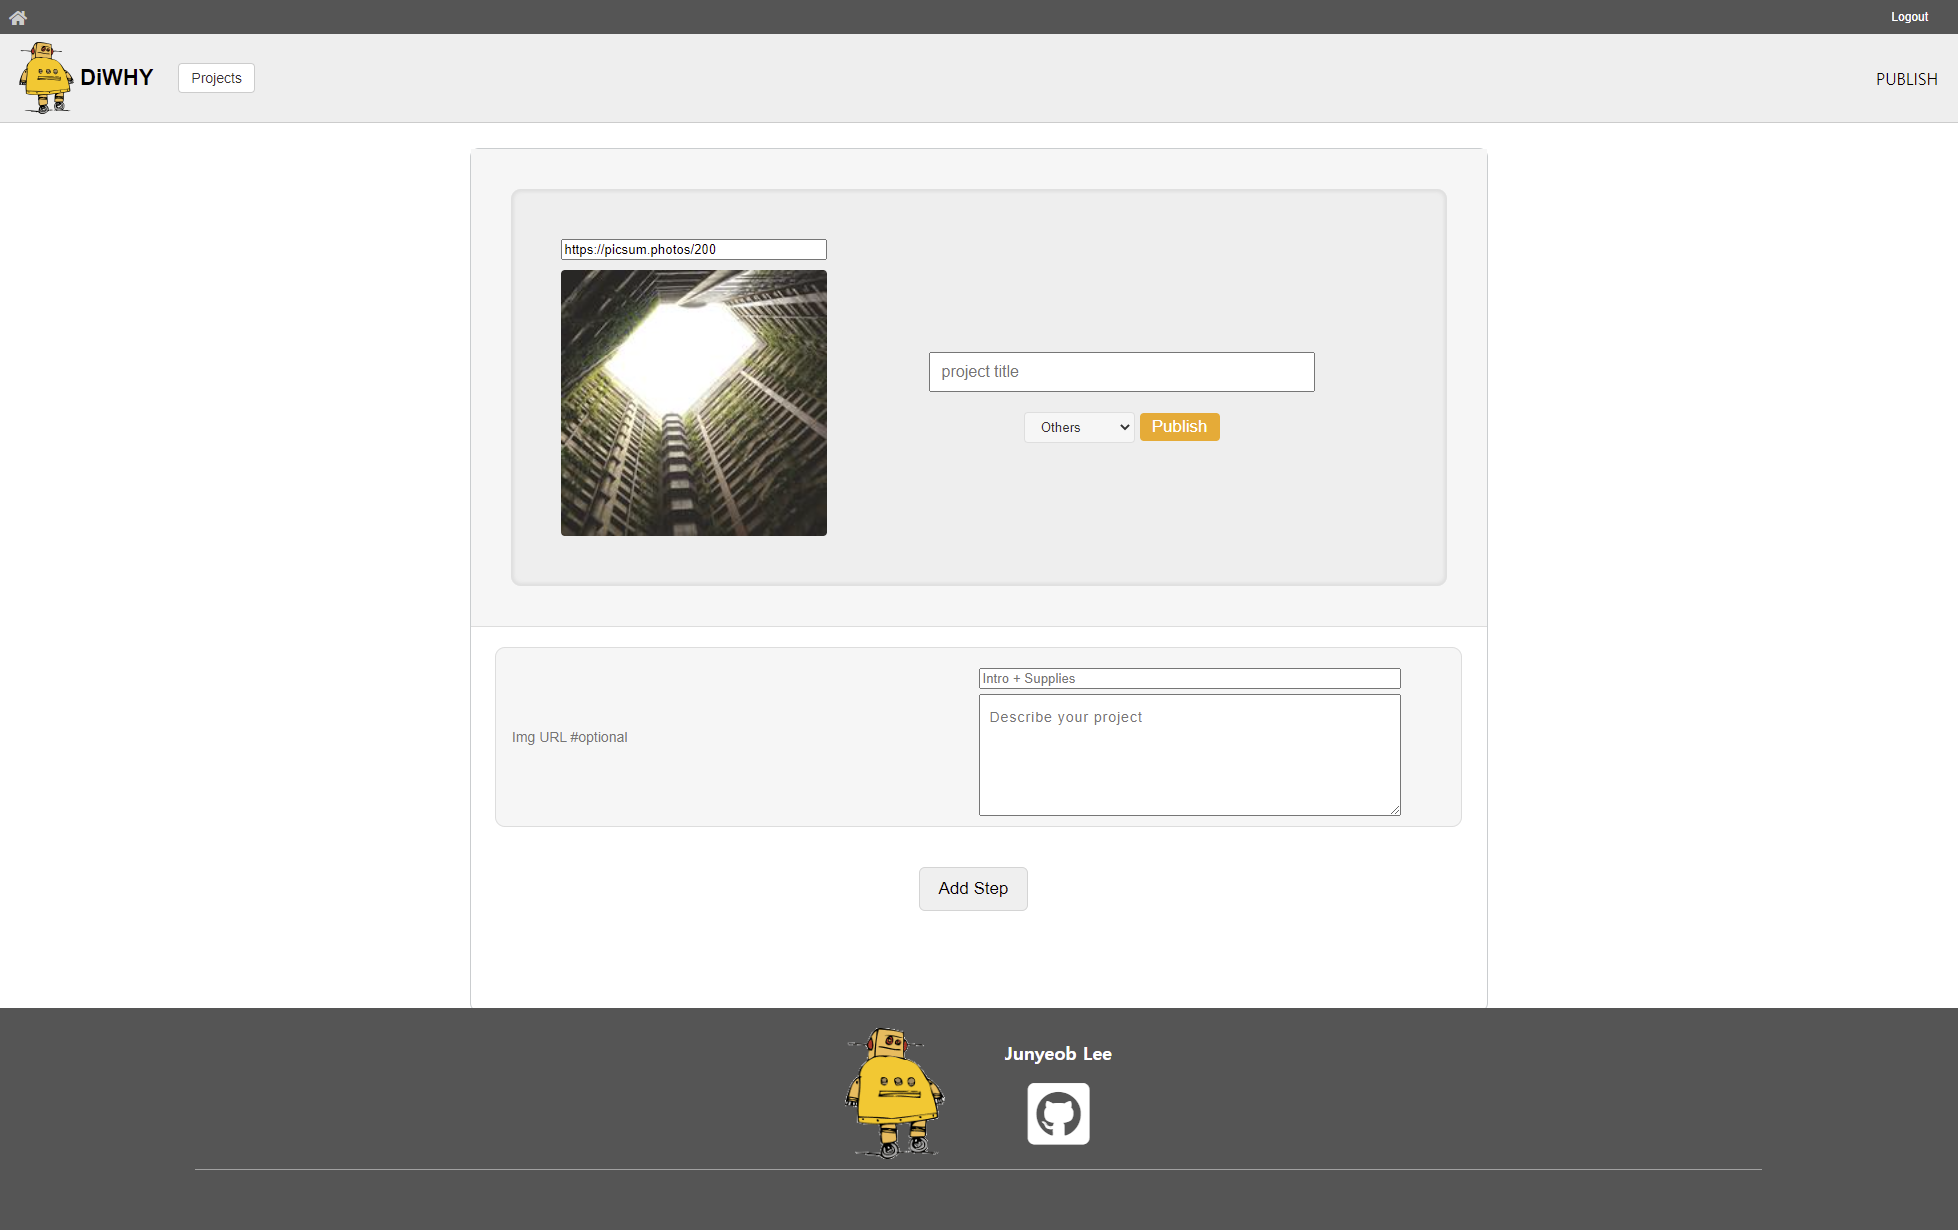 Logout
DiWHY
Projects
PUBLISH
https://picsum.photos/200
project title
Others
Publish
Img URL #optional
Intro + Supplies
Describe your project
Add Step
Junyeob Lee